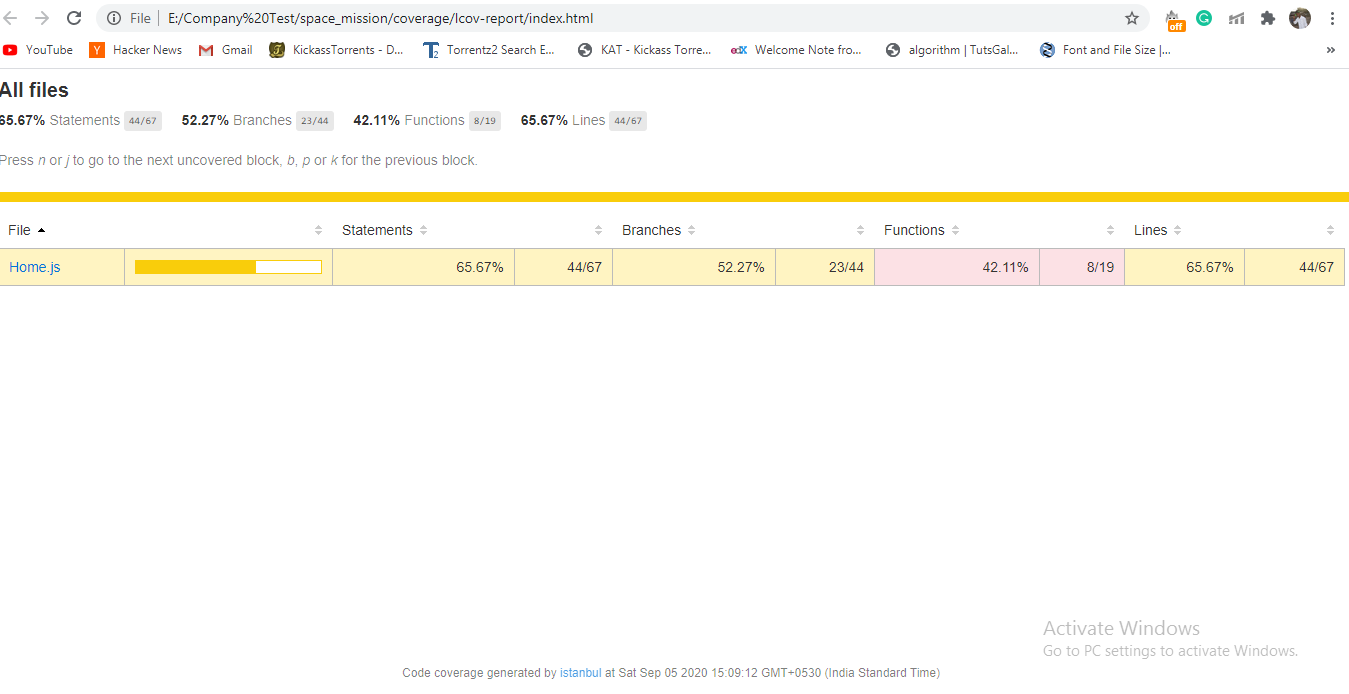 File E:/Company%20Test/space_mission/coverage/lcov-report/index.html off
YouTube Hacker News Gmail KickassTorrents - D... Torrentz2 Search E... KAT - Kickass Torre... edX Welcome Note from... algorithm | TutsGal... Font and File Size |... »
All files
65.67% Statements 44/67 52.27% Branches 23/44 42.11% Functions 8/19 65.67% Lines 44/67
Press n or j to go to the next uncovered block, b, p or k for the previous block.
File Statements Branches Functions Lines
Home.js 65.67% 44/67 52.27% 23/44 42.11% 8/19 65.67% 44/67
Activate Windows
Go to PC settings to activate Windows.
Code coverage generated by istanbul at Sat Sep 05 2020 15:09:12 GMT+0530 (India Standard Time)